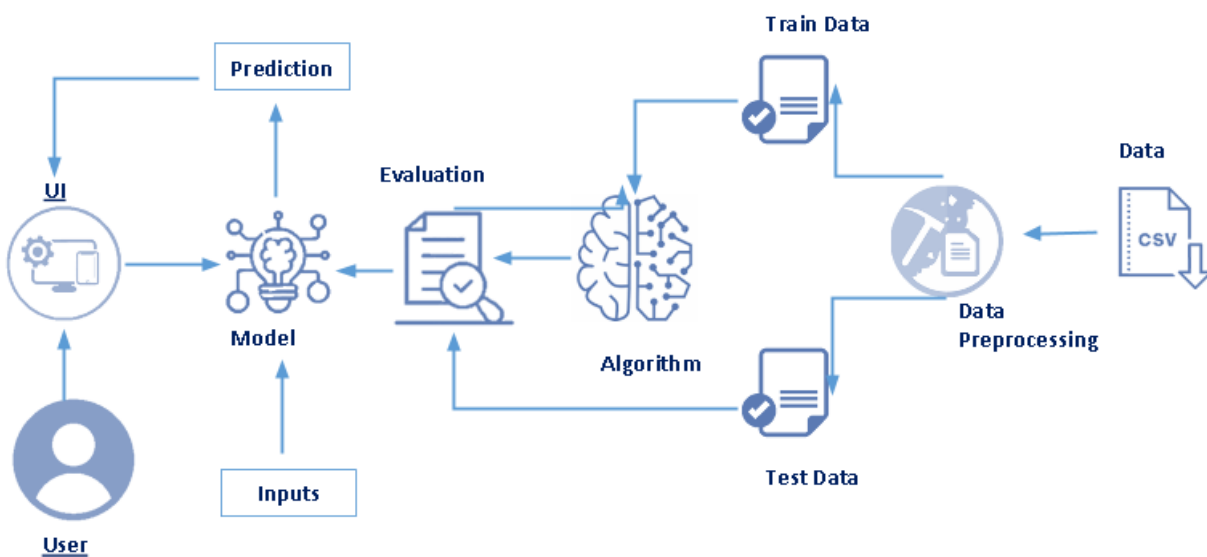 Train Data
Prediction
Data
Evaluation
UI
CSV
Model
Data
Preprocessing
Algorithm
Test Data
Inputs
User